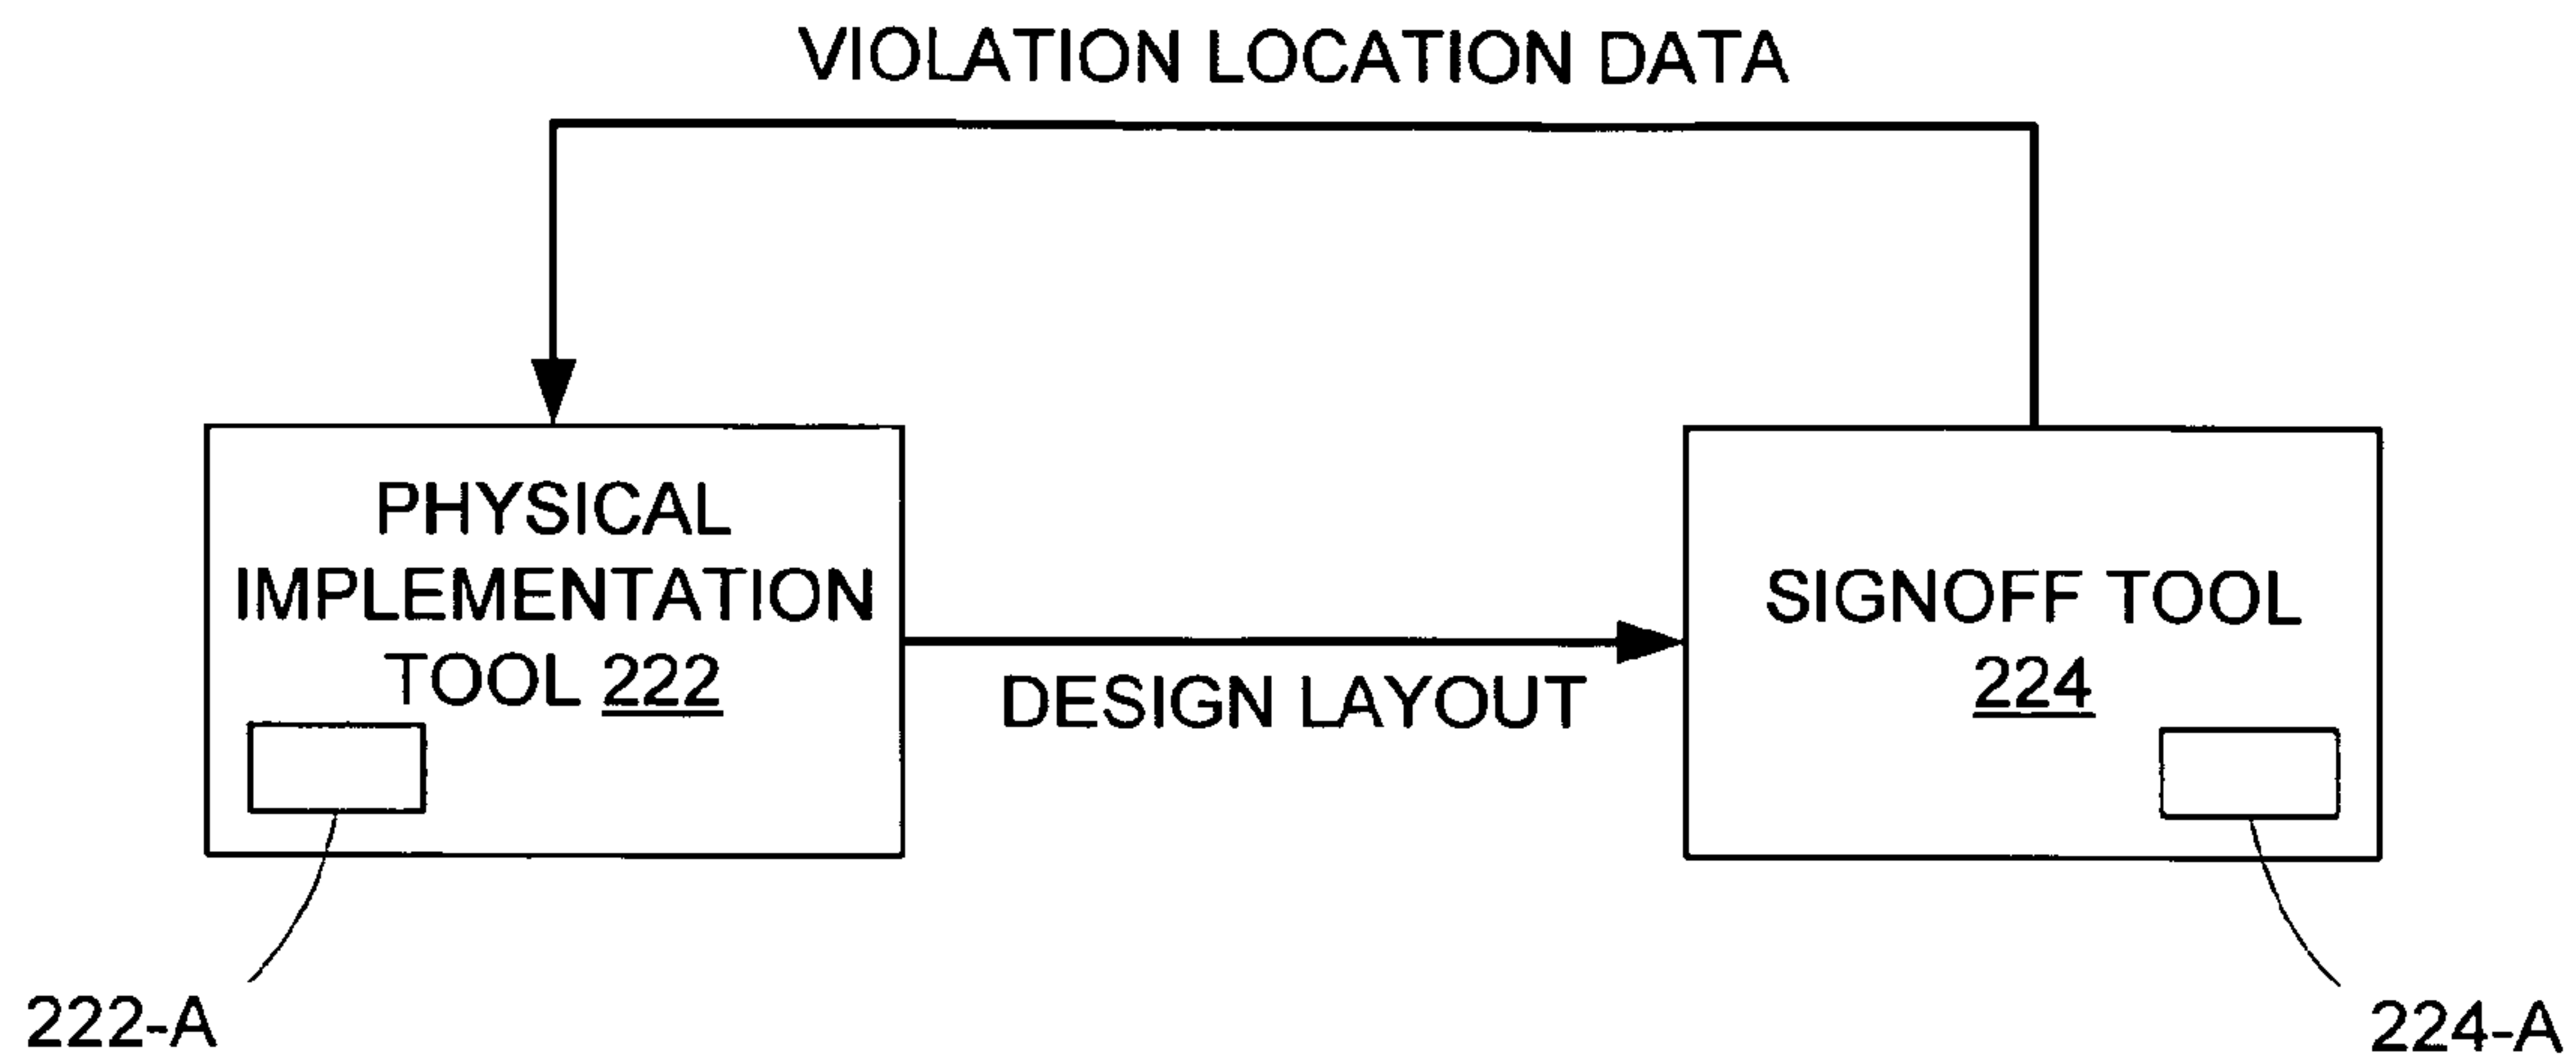 VIOLATION LOCATION DATA
PHYSICAL
IMPLEMENTATION
TOOL 222
DESIGN LAYOUT
SIGNOFF TOOL
224
222-A
224-A